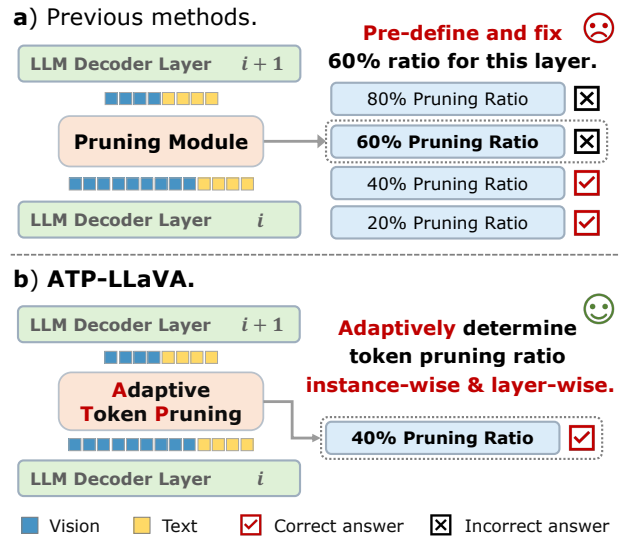 a) Previous methods.
Pre-define and fix
60% ratio for this layer.
LLM Decoder Layer i + 1
80% Pruning Ratio
Pruning Module
60% Pruning Ratio
40% Pruning Ratio
LLM Decoder Layer i
20% Pruning Ratio
b) ATP-LLaVA.
LLM Decoder Layer i + 1
Adaptively determine
token pruning ratio
instance-wise & layer-wise.
Adaptive
Token Pruning
40% Pruning Ratio
LLM Decoder Layer i
Vision Text Correct answer Incorrect answer